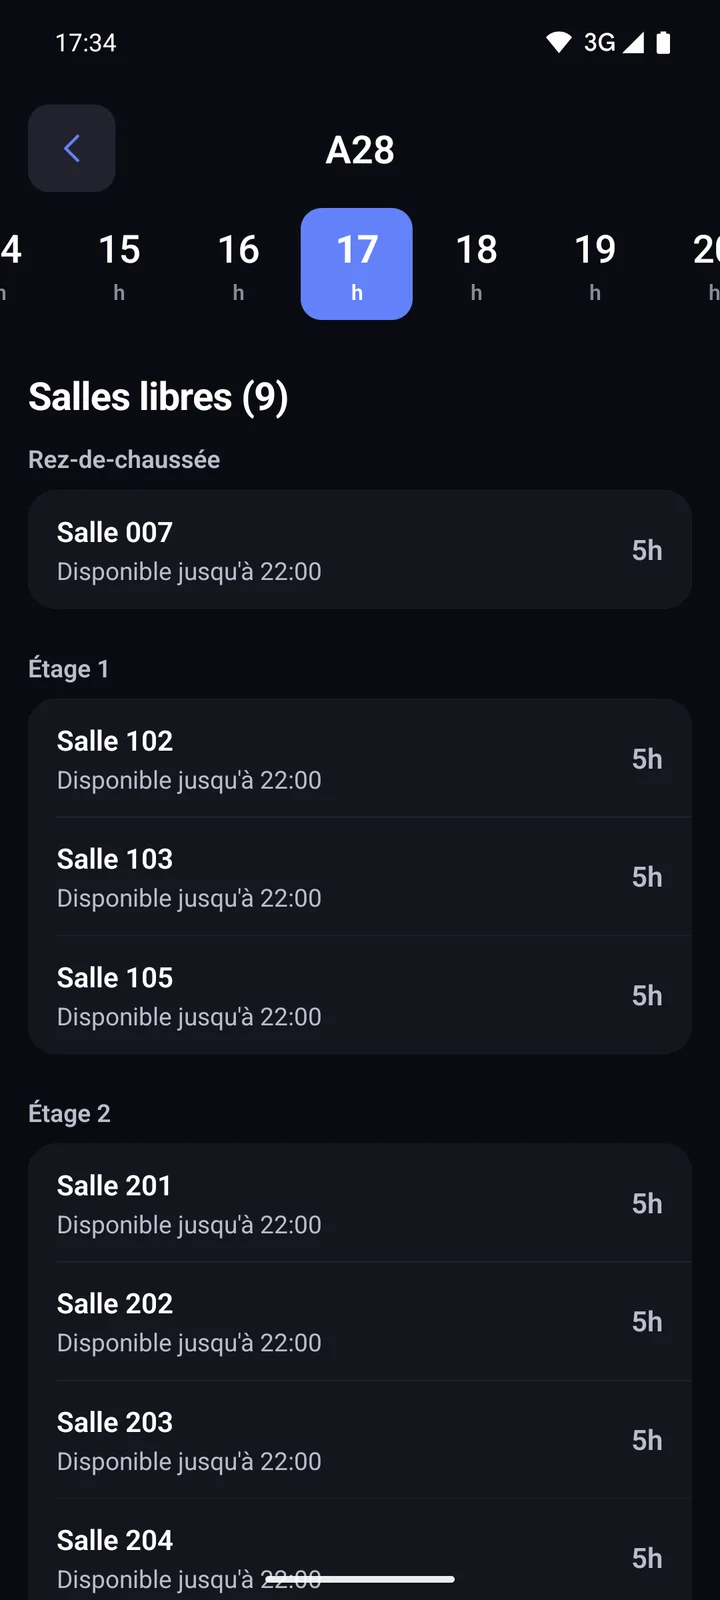 17:34 3G
A28
4 15 16 17 18 19 20
h h h h h h h
Salles libres (9)
Rez-de-chaussée
Salle 007
Disponible jusqu'à 22:00
5h
Étage 1
Salle 102
Disponible jusqu'à 22:00
5h
Salle 103
Disponible jusqu'à 22:00
5h
Salle 105
Disponible jusqu'à 22:00
5h
Étage 2
Salle 201
Disponible jusqu'à 22:00
5h
Salle 202
Disponible jusqu'à 22:00
5h
Salle 203
Disponible jusqu'à 22:00
5h
Salle 204
Disponible jusqu'à 22:00
5h